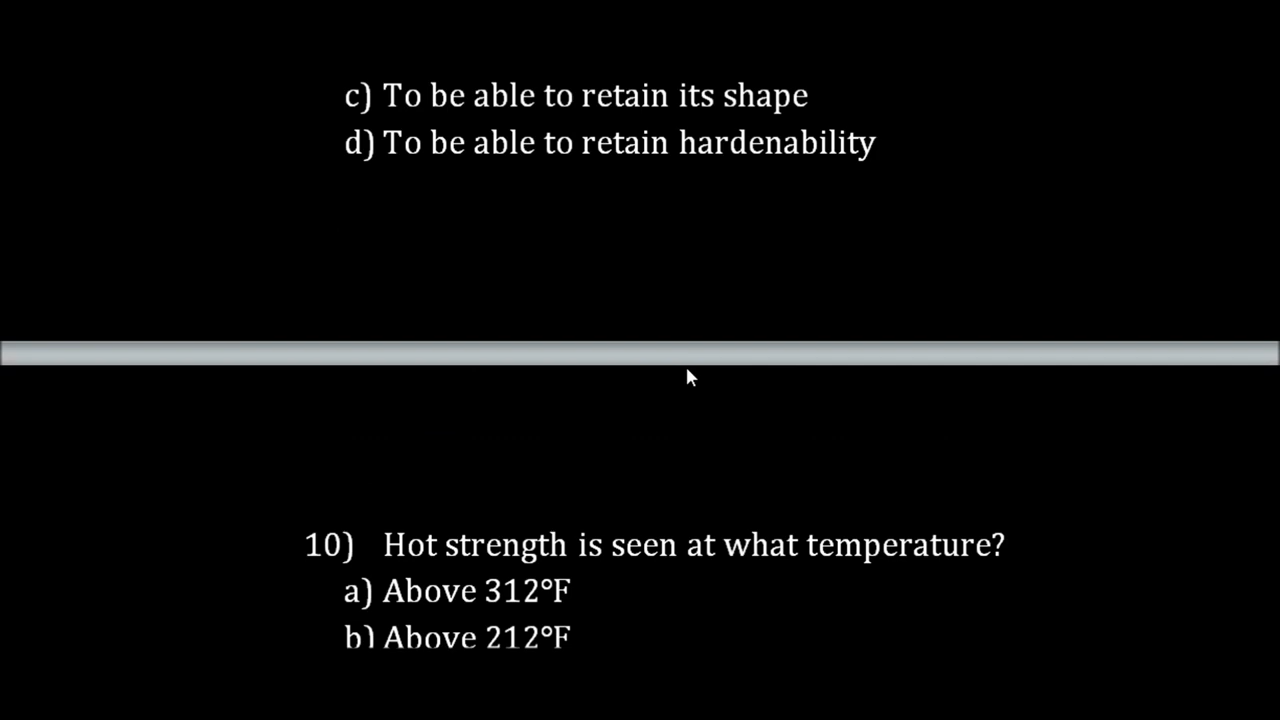 c) To be able to retain its shape
d) To be able to retain hardenability
10) Hot strength is seen at what temperature?
a) Above 312°F
b) Above 212°F